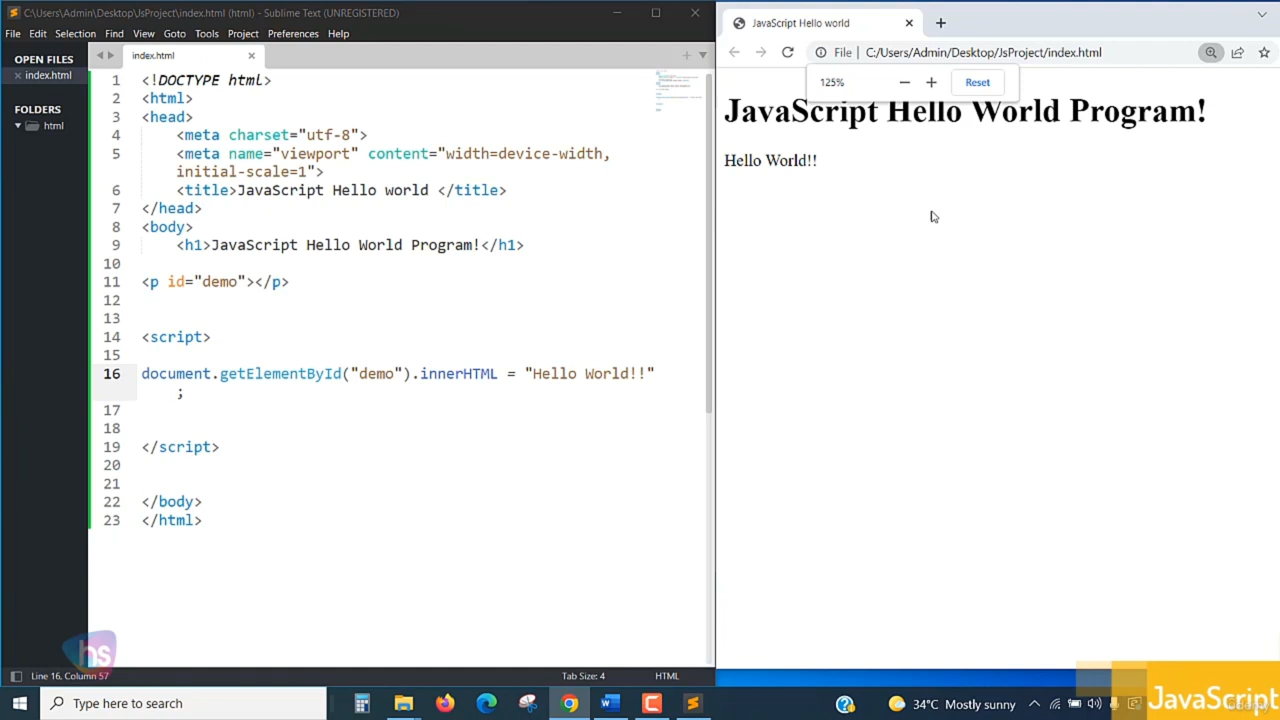 C:\Users\Admin\Desktop\JsProject\index.html (html) - Sublime Text (UNREGISTERED)
File Edit Selection Find View Goto Tools Project Preferences Help
OPEN FILES
index.html
FOLDERS
html
index.html
1 <!DOCTYPE html>
2 <html>
3 <head>
4 <meta charset="utf-8">
5 <meta name="viewport" content="width=device-width,
initial-scale=1">
6 <title>JavaScript Hello world </title>
7 </head>
8 <body>
9 <h1>JavaScript Hello World Program!</h1>
10
11 <p id="demo"></p>
12
13
14 <script>
15
16 document.getElementById("demo").innerHTML = "Hello World!!"
;
17
18
19 </script>
20
21
22 </body>
23 </html>
hs
Line 16, Column 57
Tab Size: 4
HTML
JavaScript Hello world
File | C:/Users/Admin/Desktop/JsProject/index.html
125%
Reset
JavaScript Hello World Program!
Hello World!!
Type here to search
34°C Mostly sunny
JavaScript